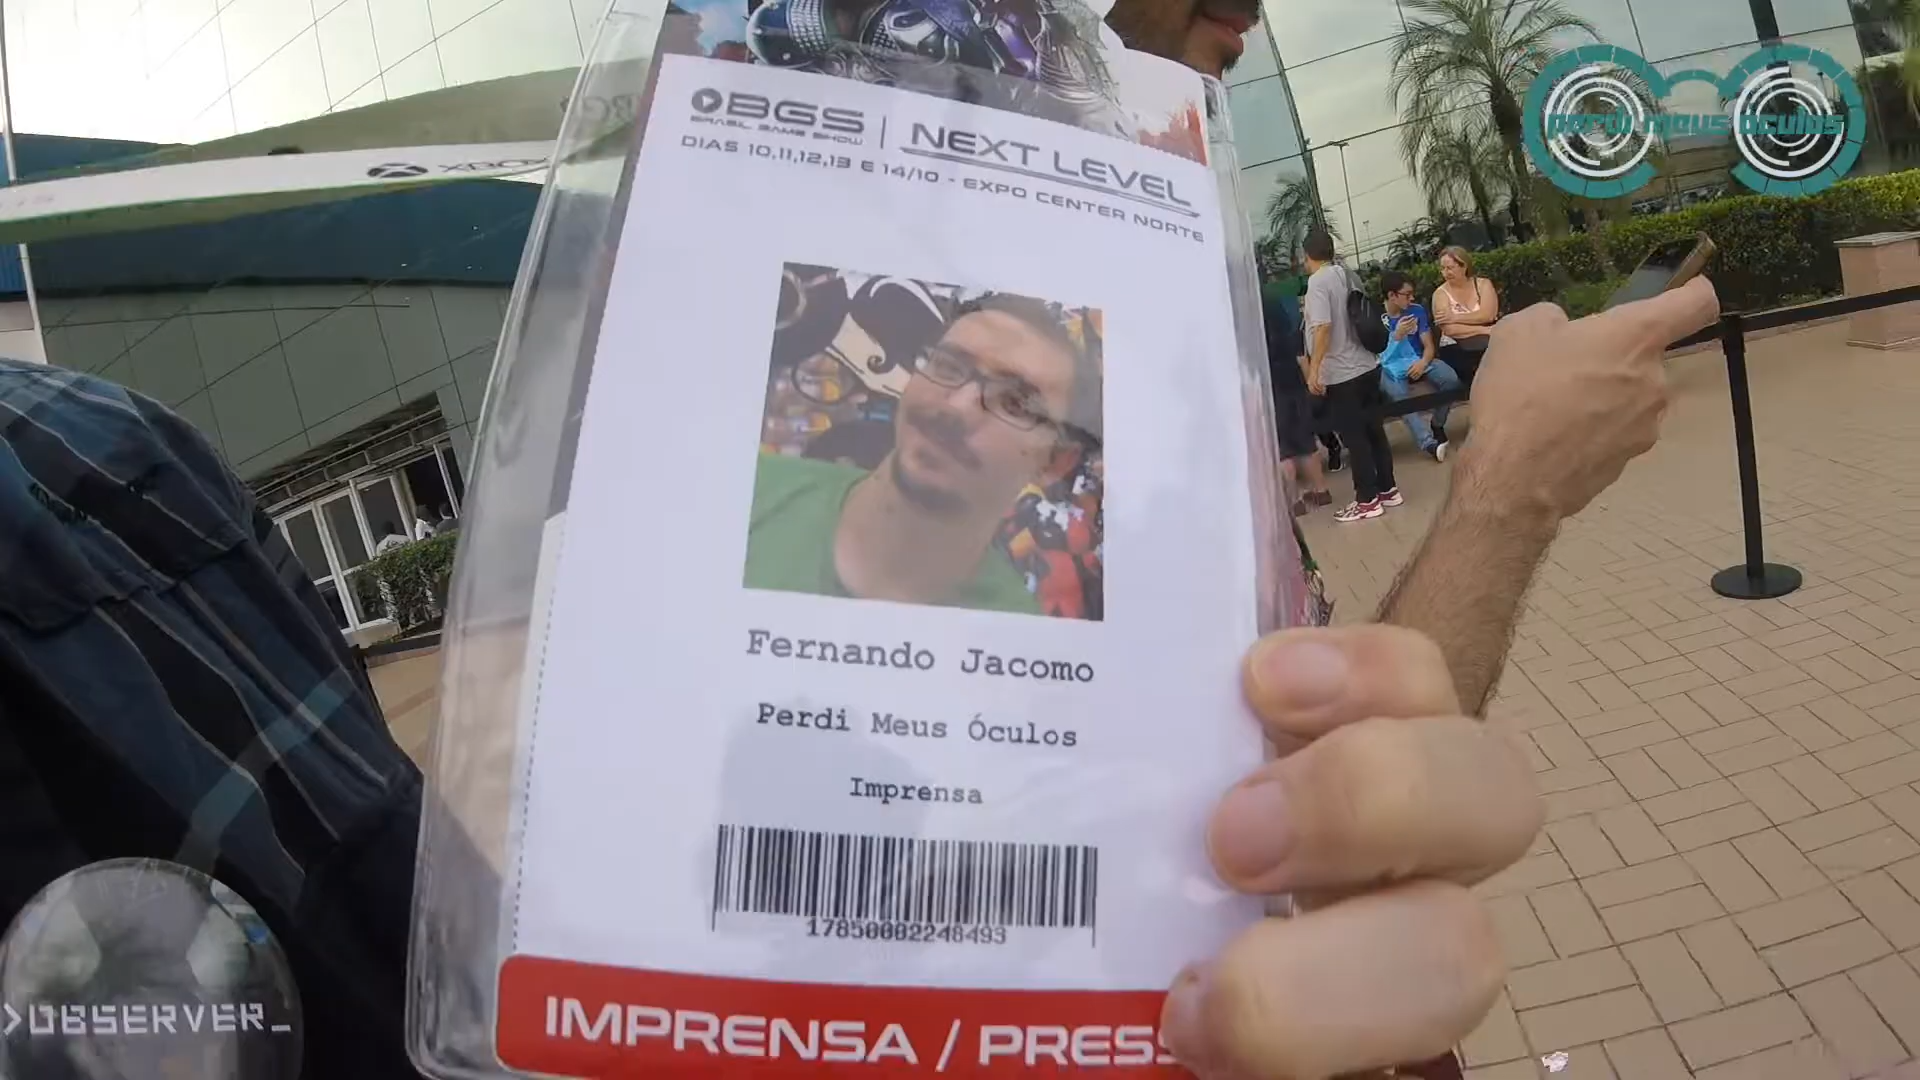 XBOX
perdi meus óculos
BGS
BRASIL GAME SHOW
NEXT LEVEL
DIAS 10,11,12,13 E 14/10 - EXPO CENTER NORTE
Fernando Jacomo
Perdi Meus Óculos
Imprensa
17850002248493
IMPRENSA / PRESS
>OBSERVER_